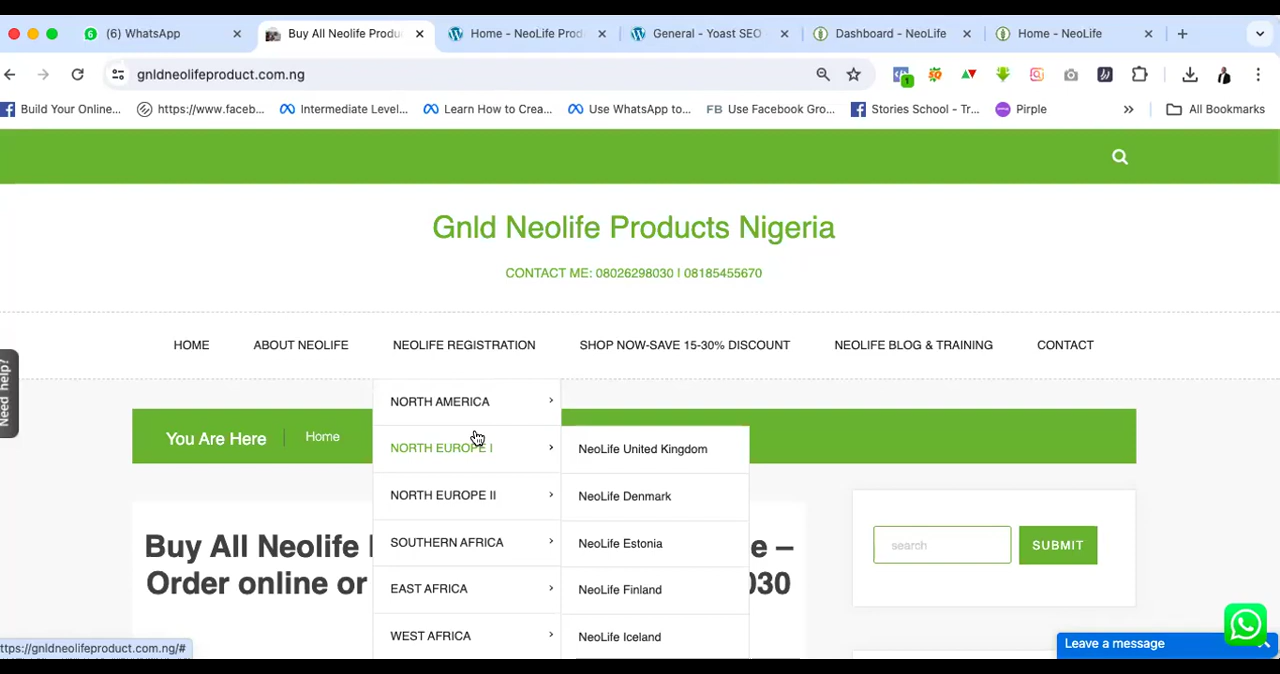 (6) WhatsApp
Buy All Neolife Produ
Home - NeoLife Prod
General - Yoast SEO
Dashboard - NeoLife
Home - NeoLife
gnldneolifeproduct.com.ng
1
Build Your Online...
https://www.faceb...
Intermediate Level...
Learn How to Crea...
Use WhatsApp to...
FB Use Facebook Gro...
Stories School - Tr...
Pirple
» All Bookmarks
Gnld Neolife Products Nigeria
CONTACT ME: 08026298030 | 08185455670
HOME
ABOUT NEOLIFE
NEOLIFE REGISTRATION
SHOP NOW-SAVE 15-30% DISCOUNT
NEOLIFE BLOG & TRAINING
CONTACT
Need help?
NORTH AMERICA
You Are Here
Home
NORTH EUROPE I
NeoLife United Kingdom
NORTH EUROPE II
NeoLife Denmark
SOUTHERN AFRICA
NeoLife Estonia
EAST AFRICA
NeoLife Finland
WEST AFRICA
NeoLife Iceland
Buy All Neolife
e –
Order online or
030
search
SUBMIT
ttps://gnldneolifeproduct.com.ng/#
Leave a message